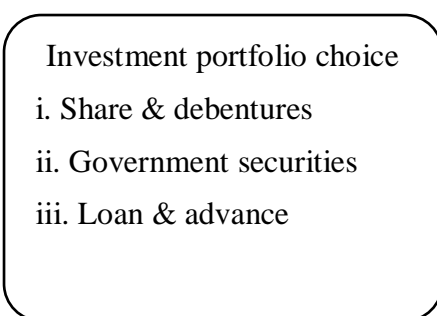 Investment portfolio choice
i. Share & debentures
ii. Government securities
iii. Loan & advance